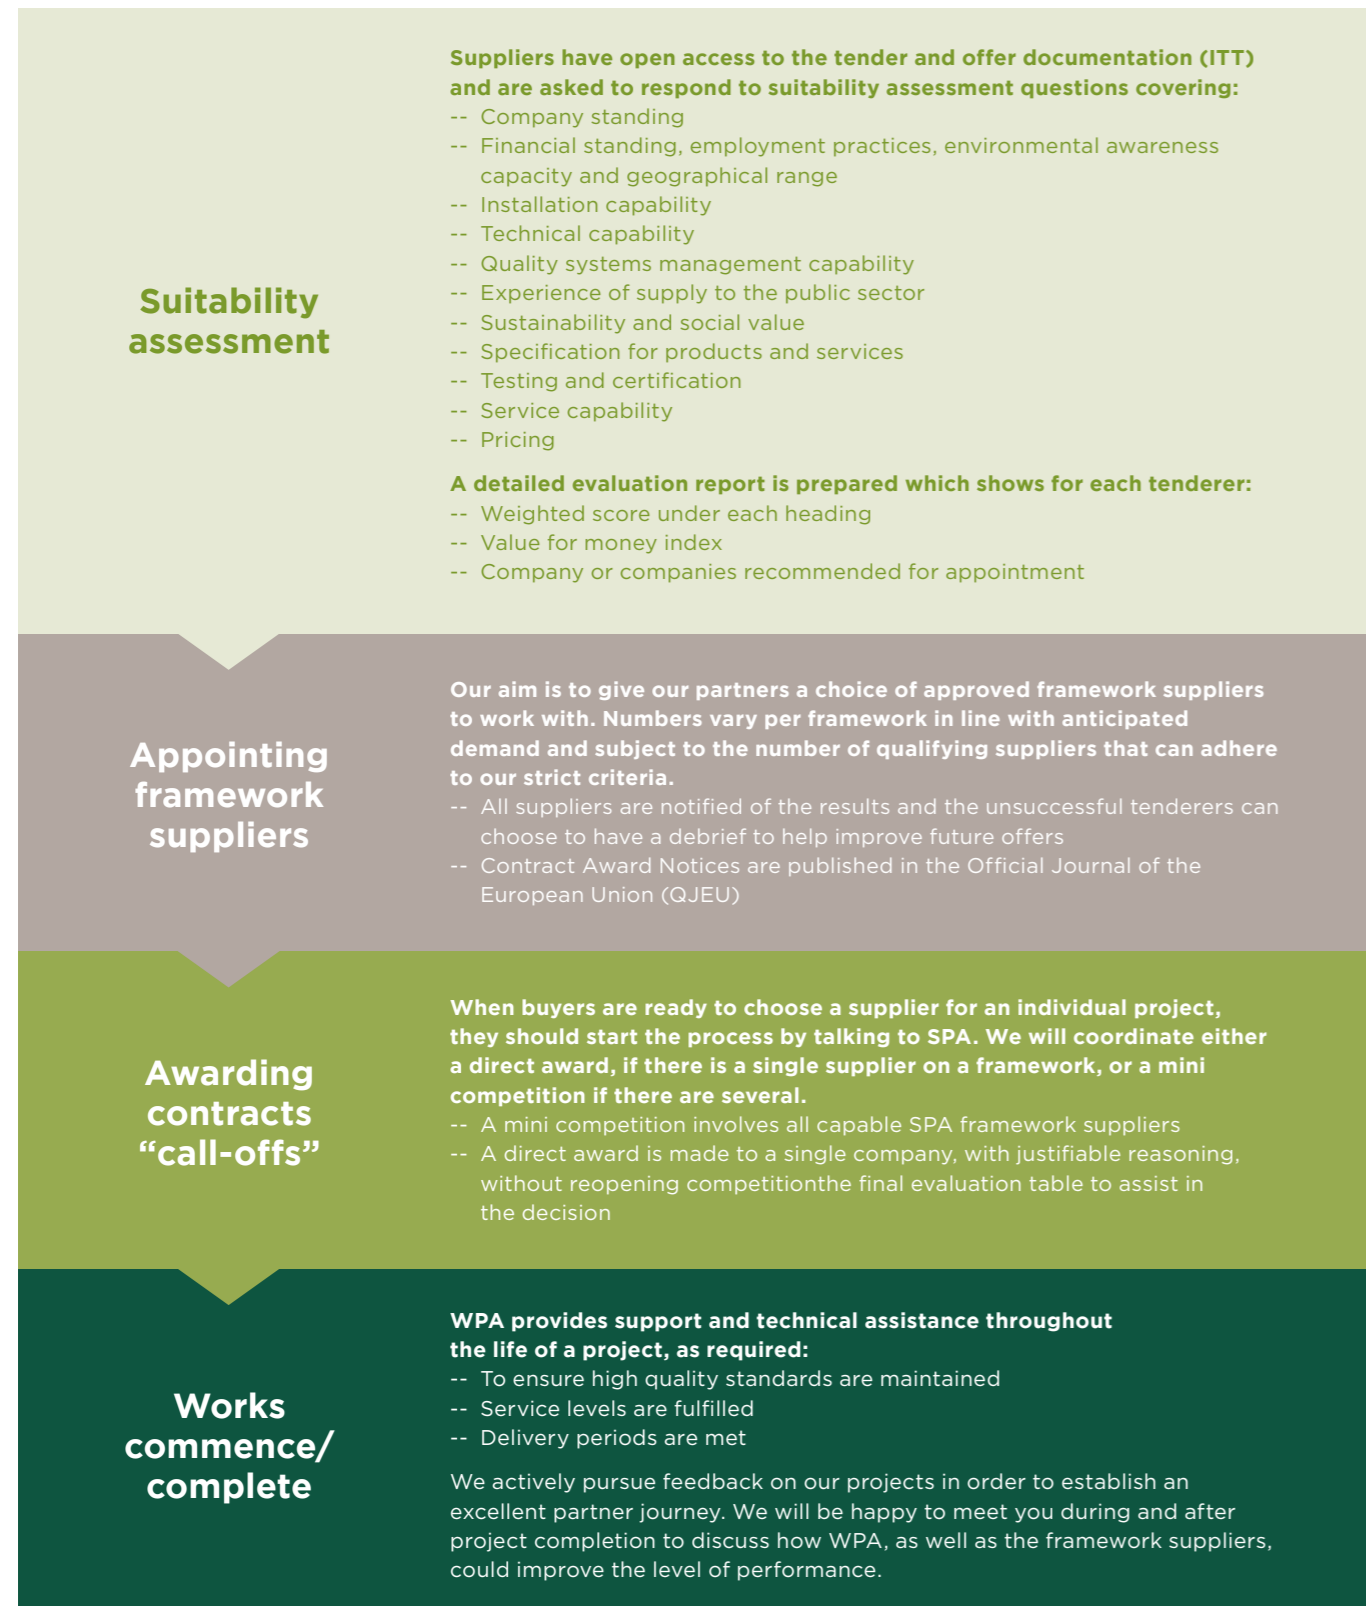 Suitability
assessment
Suppliers have open access to the tender and offer documentation (ITT)
and are asked to respond to suitability assessment questions covering:
-- Company standing
-- Financial standing, employment practices, environmental awareness
capacity and geographical range
-- Installation capability
-- Technical capability
-- Quality systems management capability
-- Experience of supply to the public sector
-- Sustainability and social value
-- Specification for products and services
-- Testing and certification
-- Service capability
-- Pricing
A detailed evaluation report is prepared which shows for each tenderer:
-- Weighted score under each heading
-- Value for money index
-- Company or companies recommended for appointment
Appointing
framework
suppliers
Our aim is to give our partners a choice of approved framework suppliers
to work with. Numbers vary per framework in line with anticipated
demand and subject to the number of qualifying suppliers that can adhere
to our strict criteria.
-- All suppliers are notified of the results and the unsuccessful tenderers can
choose to have a debrief to help improve future offers
-- Contract Award Notices are published in the Official Journal of the
European Union (QJEU)
Awarding
contracts
“call-offs”
When buyers are ready to choose a supplier for an individual project,
they should start the process by talking to SPA. We will coordinate either
a direct award, if there is a single supplier on a framework, or a mini
competition if there are several.
-- A mini competition involves all capable SPA framework suppliers
-- A direct award is made to a single company, with justifiable reasoning,
without reopening competitionthe final evaluation table to assist in
the decision
Works
commence/
complete
WPA provides support and technical assistance throughout
the life of a project, as required:
-- To ensure high quality standards are maintained
-- Service levels are fulfilled
-- Delivery periods are met
We actively pursue feedback on our projects in order to establish an
excellent partner journey. We will be happy to meet you during and after
project completion to discuss how WPA, as well as the framework suppliers,
could improve the level of performance.